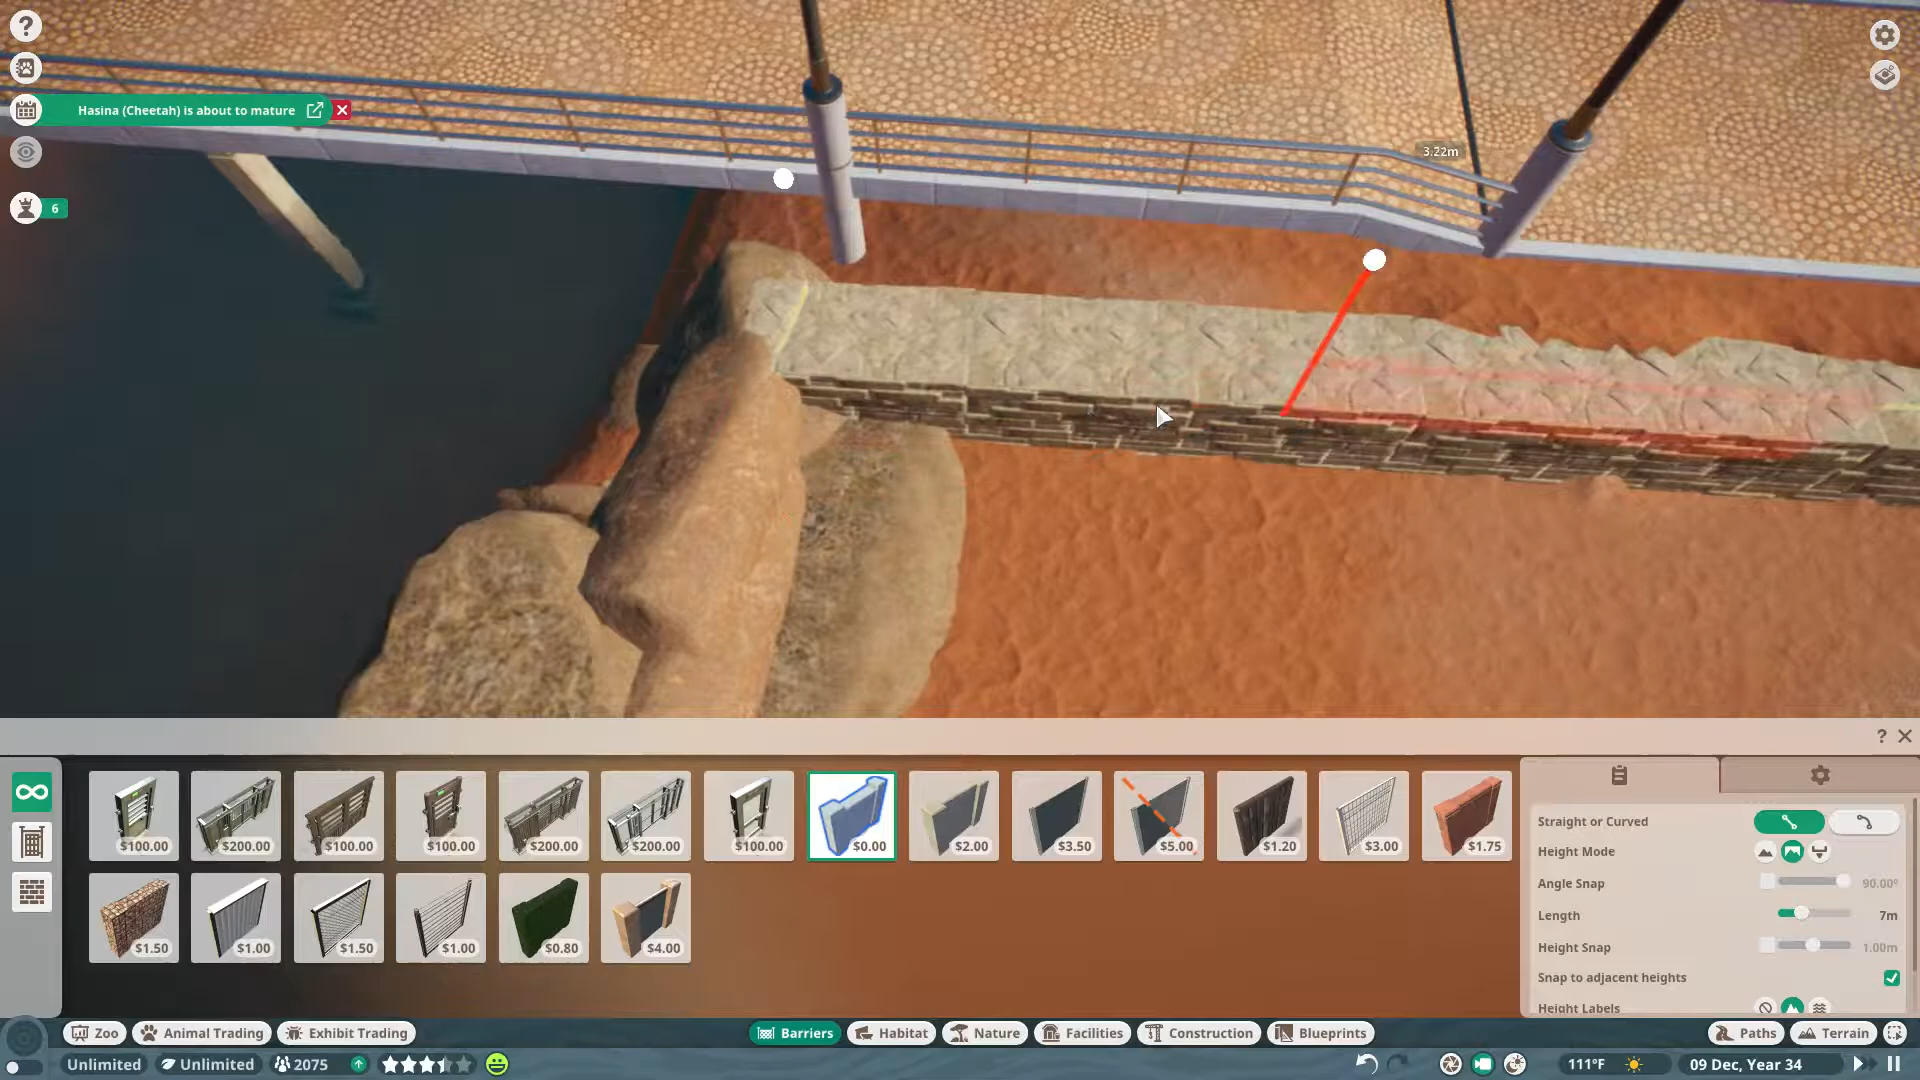 ?
Hasina (Cheetah) is about to mature
6
3.22m
?
$100.00
$200.00
$100.00
$100.00
$200.00
$200.00
$100.00
$0.00
$2.00
$3.50
$5.00
$1.20
$3.00
$1.75
$1.50
$1.00
$1.50
$1.00
$0.80
$4.00
Straight or Curved
Height Mode
Angle Snap
90.00°
Length
7m
Height Snap
1.00m
Snap to adjacent heights
Height Labels
Zoo
Animal Trading
Exhibit Trading
Barriers
Habitat
Nature
Facilities
Construction
Blueprints
Paths
Terrain
Unlimited
Unlimited
2075
111°F
09 Dec, Year 34